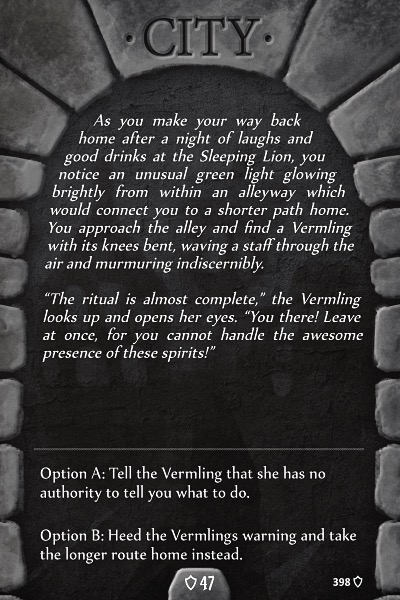 ·CITY·
As you make your way back
home after a night of laughs and
good drinks at the Sleeping Lion, you
notice an unusual green light glowing
brightly from within an alleyway which
would connect you to a shorter path home.
You approach the alley and find a Vermling
with its knees bent, waving a staff through the
air and murmuring indiscernibly.
“The ritual is almost complete,” the Vermling
looks up and opens her eyes. “You there! Leave
at once, for you cannot handle the awesome
presence of these spirits!”
Option A: Tell the Vermling that she has no
authority to tell you what to do.
Option B: Heed the Vermlings warning and take
the longer route home instead.
47
398